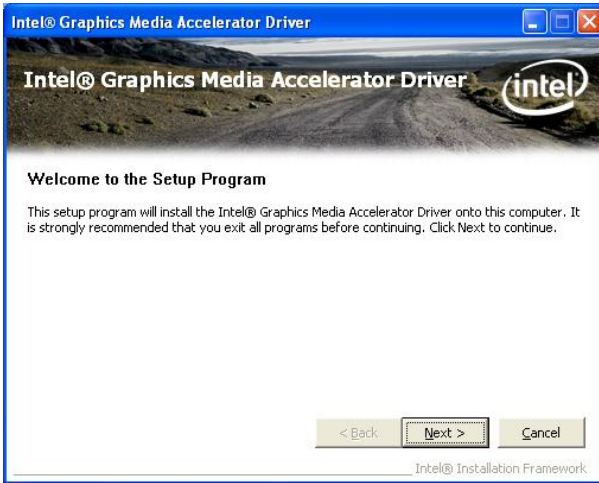 Intel® Graphics Media Accelerator Driver
Intel® Graphics Media Accelerator Driver
intel
Welcome to the Setup Program
This setup program will install the Intel® Graphics Media Accelerator Driver onto this computer. It
is strongly recommended that you exit all programs before continuing. Click Next to continue.
< Back Next > Cancel
Intel® Installation Framework